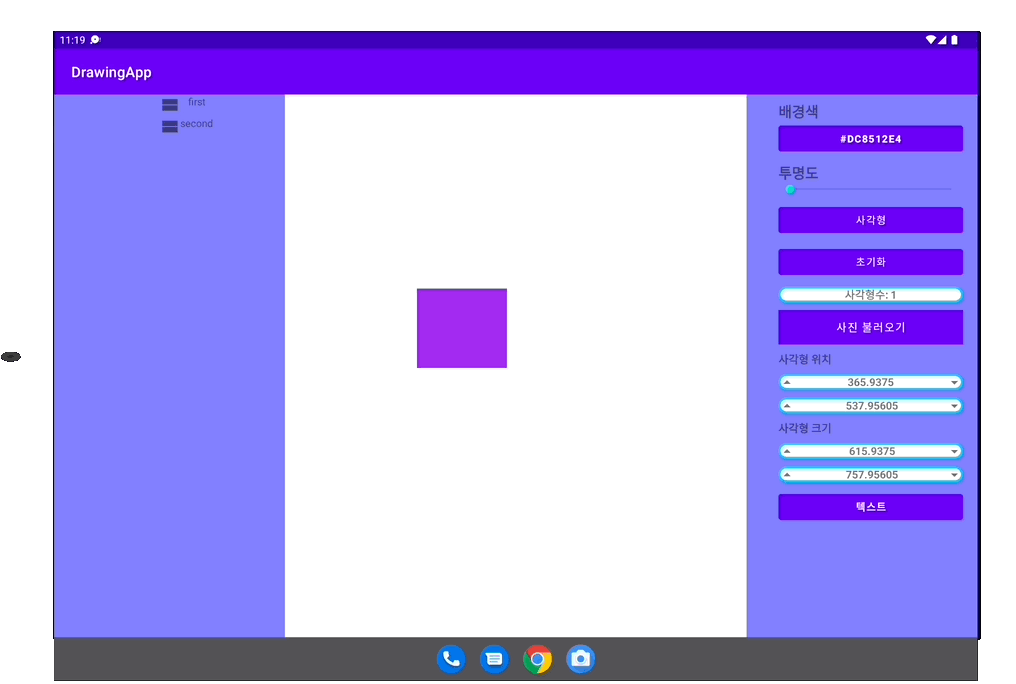 11:19
DrawingApp
first
second
배경색
#DC8512E4
투명도
사각형
초기화
사각형수: 1
사진 불러오기
사각형 위치
365.9375
537.95605
사각형 크기
615.9375
757.95605
텍스트